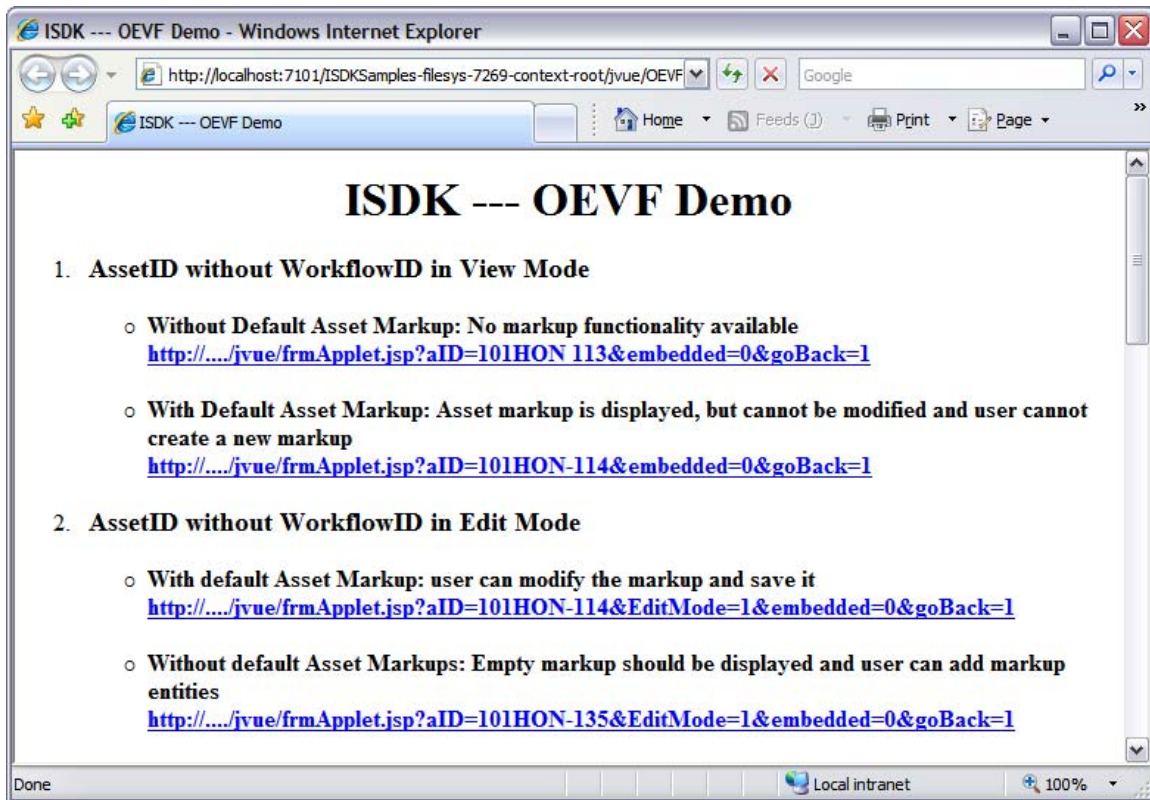 ISDK --- OEVF Demo - Windows Internet Explorer
http://localhost:7101/ISDKSamples-filesys-7269-context-root/jvue/OEVF
Google
ISDK --- OEVF Demo
Home
Feeds (J)
Print
Page
»
ISDK --- OEVF Demo
1. AssetID without WorkflowID in View Mode
Without Default Asset Markup: No markup functionality available
http://..../jvue/frmApplet.jsp?aID=101HON 113&embedded=0&goBack=1
With Default Asset Markup: Asset markup is displayed, but cannot be modified and user cannot
create a new markup
http://..../jvue/frmApplet.jsp?aID=101HON-114&embedded=0&goBack=1
2. AssetID without WorkflowID in Edit Mode
With default Asset Markup: user can modify the markup and save it
http://..../jvue/frmApplet.jsp?aID=101HON-114&EditMode=1&embedded=0&goBack=1
Without default Asset Markups: Empty markup should be displayed and user can add markup
entities
http://..../jvue/frmApplet.jsp?aID=101HON-135&EditMode=1&embedded=0&goBack=1
Done
Local intranet
100%